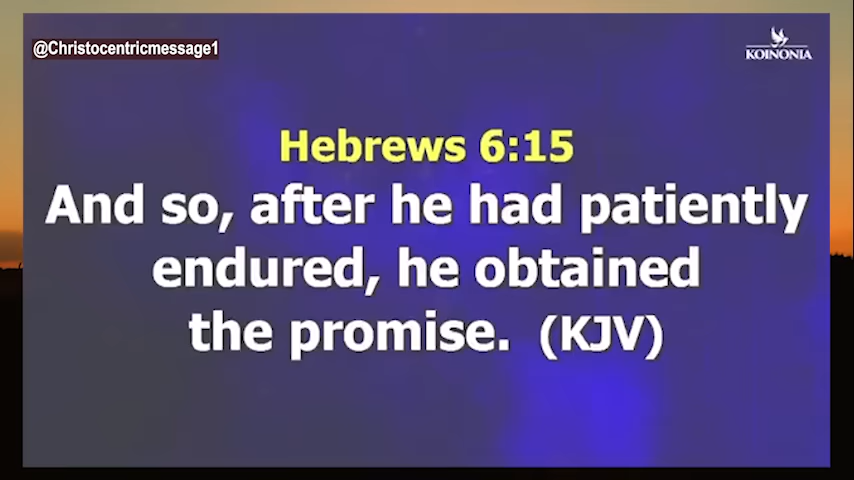 @Christocentricmessage1
KOINONIA
Hebrews 6:15
And so, after he had patiently
endured, he obtained
the promise. (KJV)